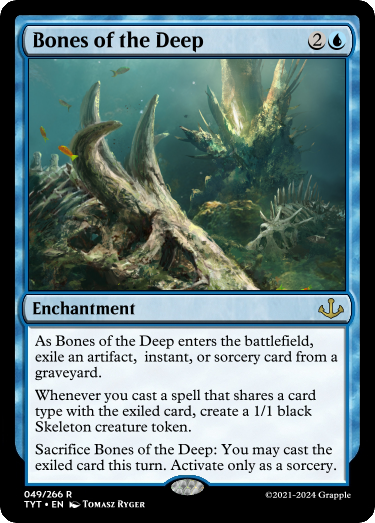 Bones of the Deep 2
Enchantment
As Bones of the Deep enters the battlefield,
exile an artifact,  instant, or sorcery card from a
graveyard.
Whenever you cast a spell that shares a card
type with the exiled card, create a 1/1 black
Skeleton creature token.
Sacrifice Bones of the Deep: You may cast the
exiled card this turn. Activate only as a sorcery.
049/266 R
TYT • EN Tomasz Ryger ©2021-2024 Grapple